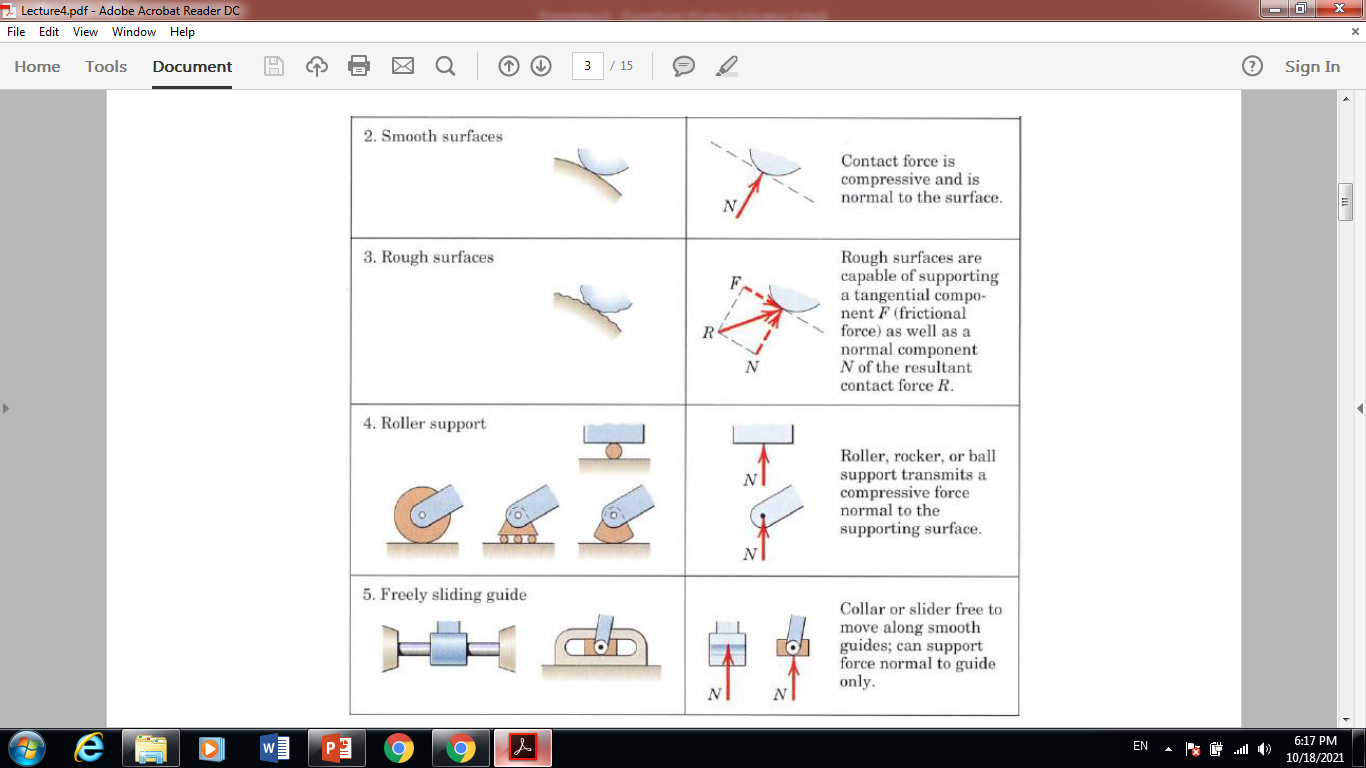 Lecture4.pdf - Adobe Acrobat Reader DC
File Edit View Window Help
Home Tools Document 3 / 15 Sign In
2. Smooth surfaces
N
Contact force is
compressive and is
normal to the surface.
3. Rough surfaces
F
R
N
Rough surfaces are
capable of supporting
a tangential compo-
nent F (frictional
force) as well as a
normal component
N of the resultant
contact force R.
4. Roller support
N
N
Roller, rocker, or ball
support transmits a
compressive force
normal to the
supporting surface.
5. Freely sliding guide
N
N
Collar or slider free to
move along smooth
guides; can support
force normal to guide
only.
EN
6:17 PM
10/18/2021